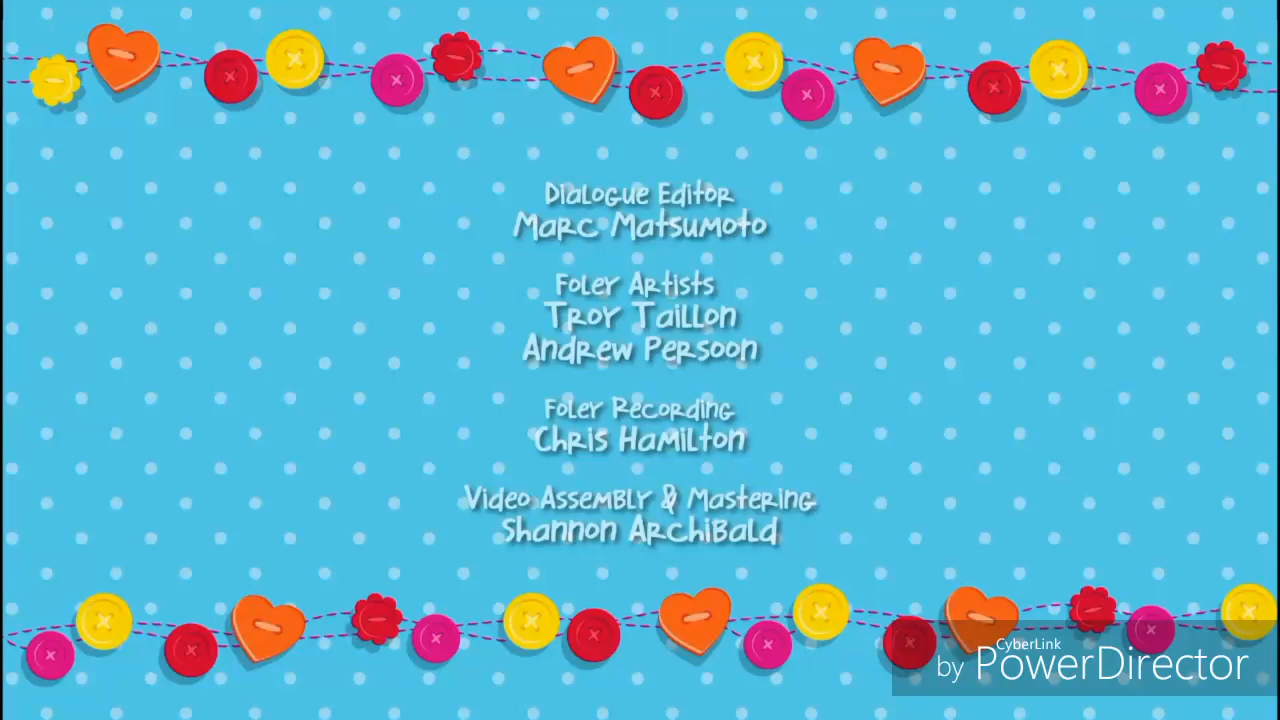 Dialogue Editor
Marc Matsumoto
Foley Artists
Troy Taillon
Andrew Persoon
Foley Recording
Chris Hamilton
Video Assembly & Mastering
Shannon Archibald
CyberLink
by PowerDirector